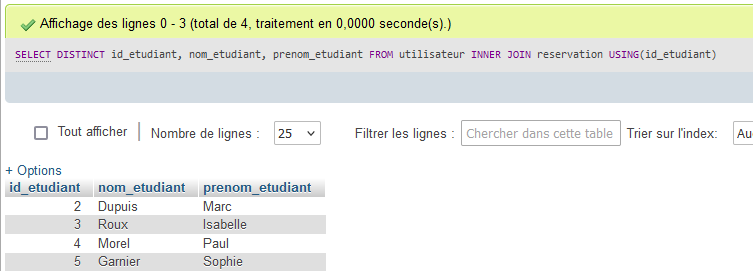 Affichage des lignes 0 - 3 (total de 4, traitement en 0,0000 seconde(s).)
SELECT DISTINCT id_etudiant, nom_etudiant, prenom_etudiant FROM utilisateur INNER JOIN reservation USING(id_etudiant)
Tout afficher Nombre de lignes : 25 Filtrer les lignes : Chercher dans cette table Trier sur l'index: Au
+ Options
id_etudiant nom_etudiant prenom_etudiant
2 Dupuis Marc
3 Roux Isabelle
4 Morel Paul
5 Garnier Sophie